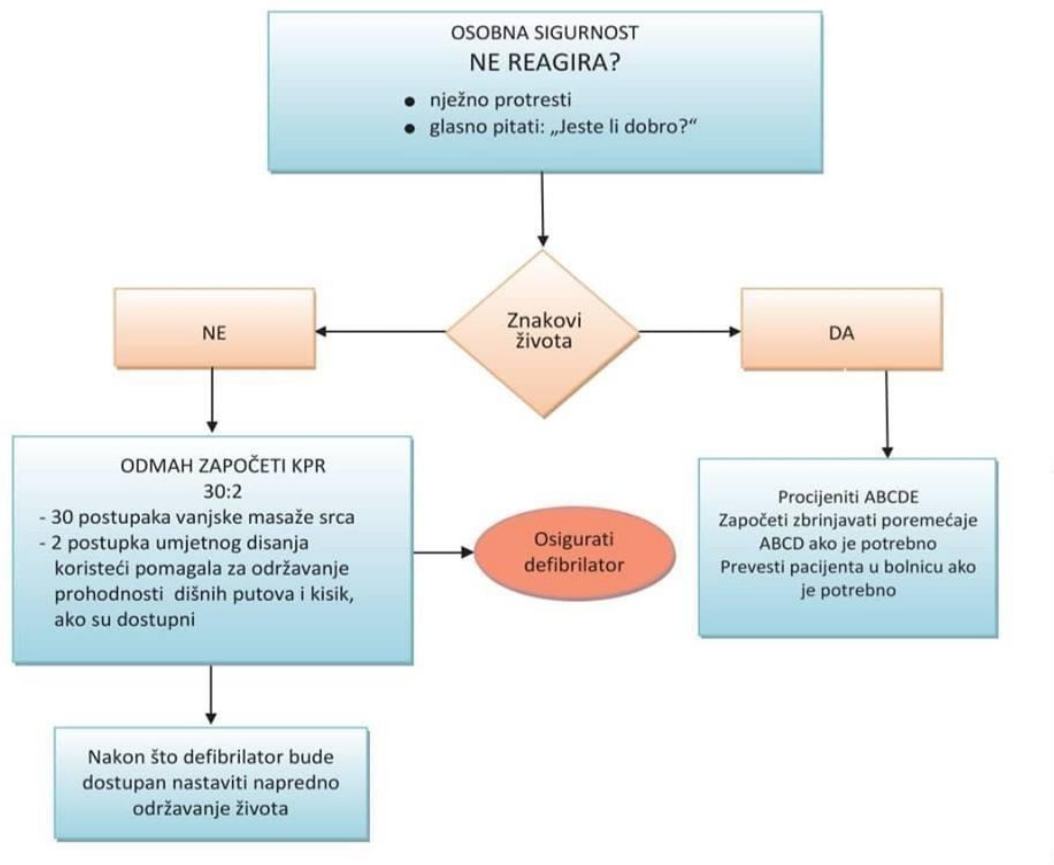 OSOBNA SIGURNOST
NE REAGIRA?
● nježno protresti
● glasno pitati: „Jeste li dobro?“
Znakovi
života
NE
DA
ODMAH ZAPOČETI KPR
30:2
- 30 postupaka vanjske masaže srca
- 2 postupka umjetnog disanja
koristeći pomagala za održavanje
prohodnosti dišnih putova i kisik,
ako su dostupni
Osigurati
defibrilator
Procijeniti ABCDE
Započeti zbrinjavati poremećaje
ABCD ako je potrebno
Prevesti pacijenta u bolnicu ako
je potrebno
Nakon što defibrilator bude
dostupan nastaviti napredno
održavanje života